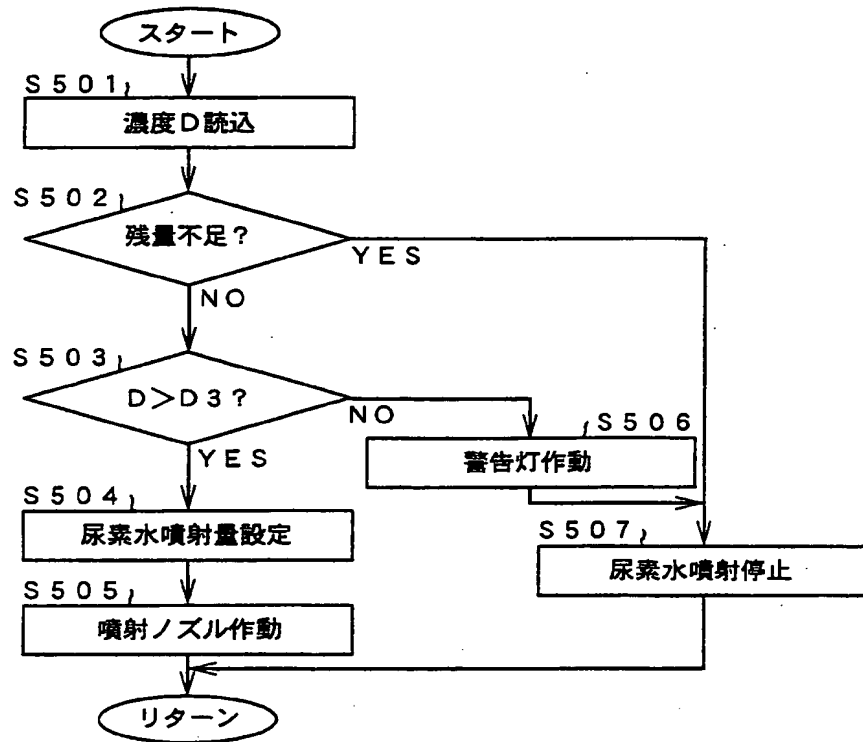 スタート
S501
濃度D読込
S502
残量不足?
YES
NO
S503
D>D3?
NO
YES
S506
警告灯作動
S504
尿素水噴射量設定
S507
尿素水噴射停止
S505
噴射ノズル作動
リターン